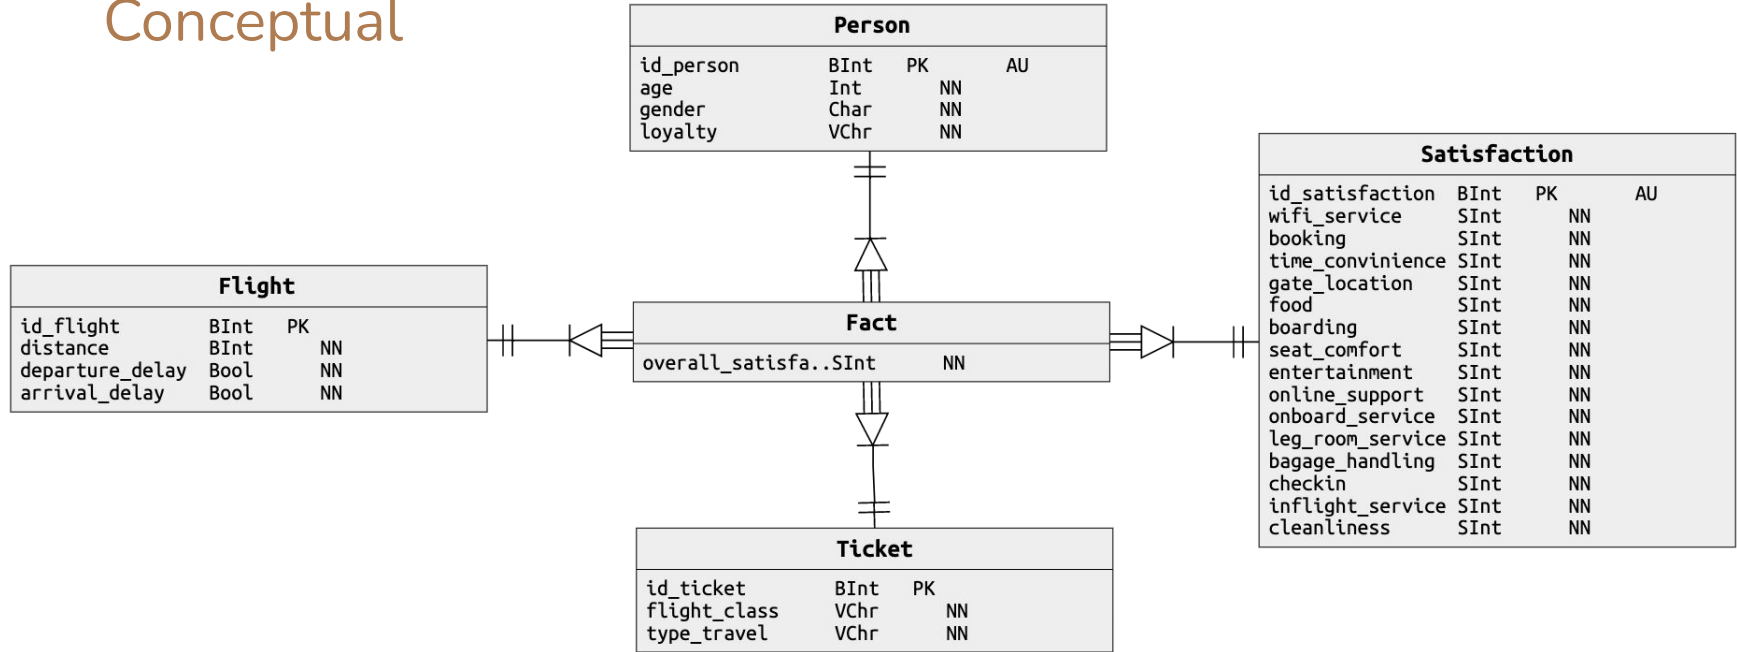 Conceptual
Person
id_person BInt PK AU
age Int NN
gender Char NN
loyalty VChr NN
Satisfaction
id_satisfaction BInt PK AU
wifi_service SInt NN
booking SInt NN
time_convinience SInt NN
gate_location SInt NN
food SInt NN
boarding SInt NN
seat_comfort SInt NN
entertainment SInt NN
online_support SInt NN
onboard_service SInt NN
leg_room_service SInt NN
bagage_handling SInt NN
checkin SInt NN
inflight_service SInt NN
cleanliness SInt NN
Flight
id_flight BInt PK
distance BInt NN
departure_delay Bool NN
arrival_delay Bool NN
Fact
overall_satisfa..SInt NN
Ticket
id_ticket BInt PK
flight_class VChr NN
type_travel VChr NN